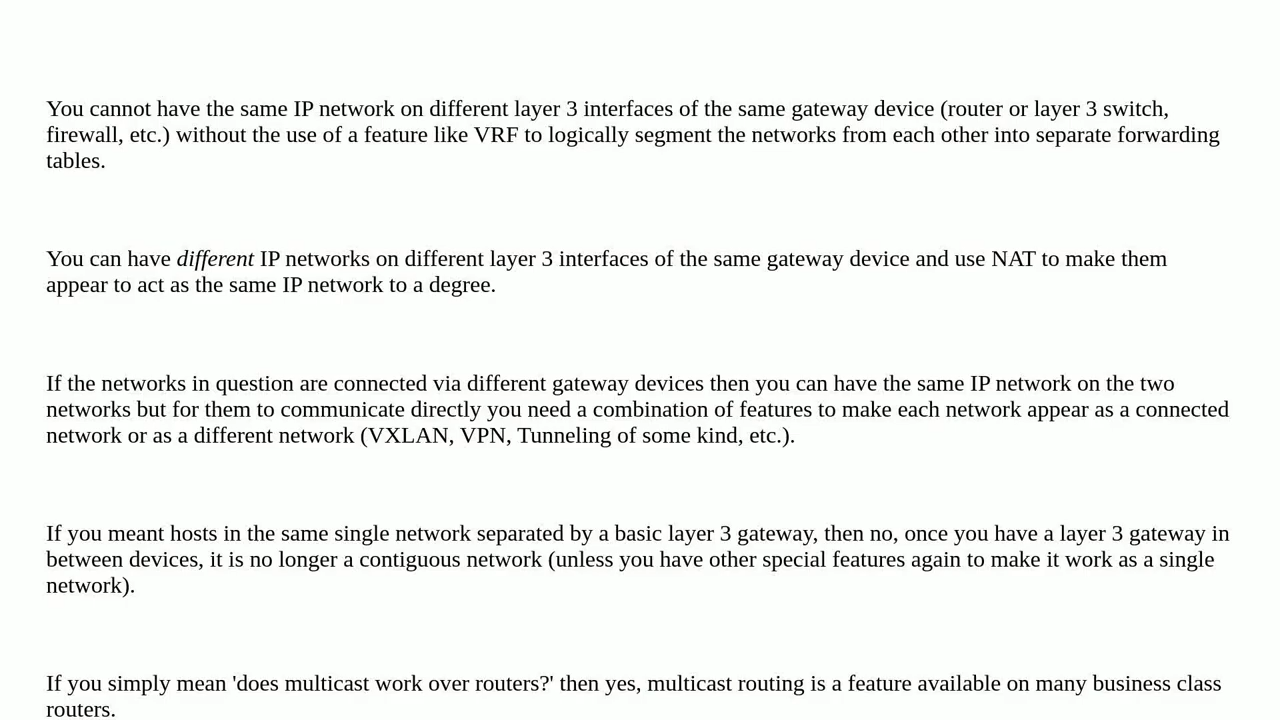 You cannot have the same IP network on different layer 3 interfaces of the same gateway device (router or layer 3 switch,
firewall, etc.) without the use of a feature like VRF to logically segment the networks from each other into separate forwarding
tables.
You can have different IP networks on different layer 3 interfaces of the same gateway device and use NAT to make them
appear to act as the same IP network to a degree.
If the networks in question are connected via different gateway devices then you can have the same IP network on the two
networks but for them to communicate directly you need a combination of features to make each network appear as a connected
network or as a different network (VXLAN, VPN, Tunneling of some kind, etc.).
If you meant hosts in the same single network separated by a basic layer 3 gateway, then no, once you have a layer 3 gateway in
between devices, it is no longer a contiguous network (unless you have other special features again to make it work as a single
network).
If you simply mean 'does multicast work over routers?' then yes, multicast routing is a feature available on many business class
routers.